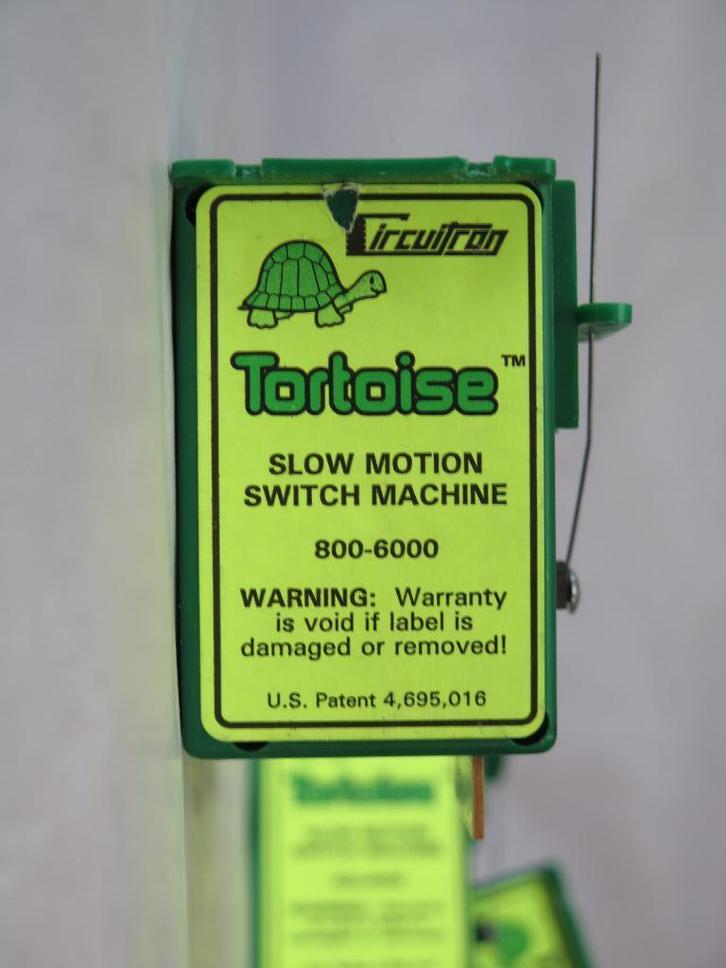 Circuitron
Tortoise™
SLOW MOTION
SWITCH MACHINE
800-6000
WARNING: Warranty
is void if label is
damaged or removed!
U.S. Patent 4,695,016
Tortoise